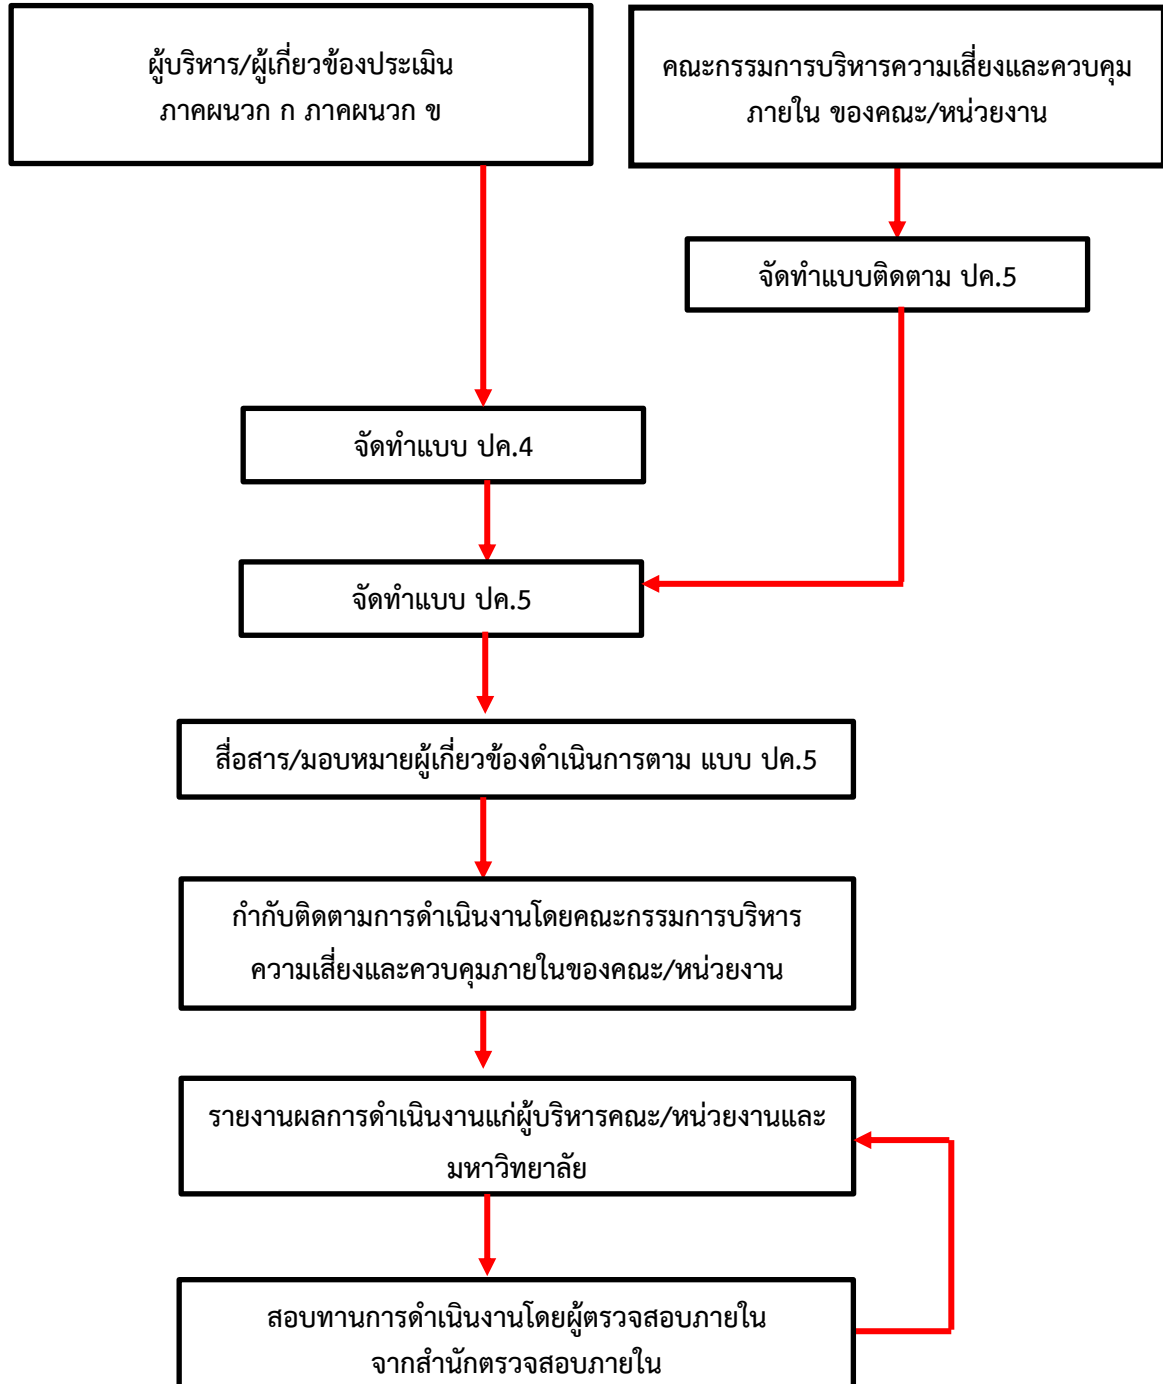 ผู้บริหาร/ผู้เกี่ยวข้องประเมิน
ภาคผนวก ก ภาคผนวก ข
คณะกรรมการบริหารความเสี่ยงและควบคุม
ภายใน ของคณะ/หน่วยงาน
จัดทำแบบติดตาม ปค.5
จัดทำแบบ ปค.4
จัดทำแบบ ปค.5
สื่อสาร/มอบหมายผู้เกี่ยวข้องดำเนินการตาม แบบ ปค.5
กำกับติดตามการดำเนินงานโดยคณะกรรมการบริหาร
ความเสี่ยงและควบคุมภายในของคณะ/หน่วยงาน
รายงานผลการดำเนินงานแก่ผู้บริหารคณะ/หน่วยงานและ
มหาวิทยาลัย
สอบทานการดำเนินงานโดยผู้ตรวจสอบภายใน
จากสำนักตรวจสอบภายใน